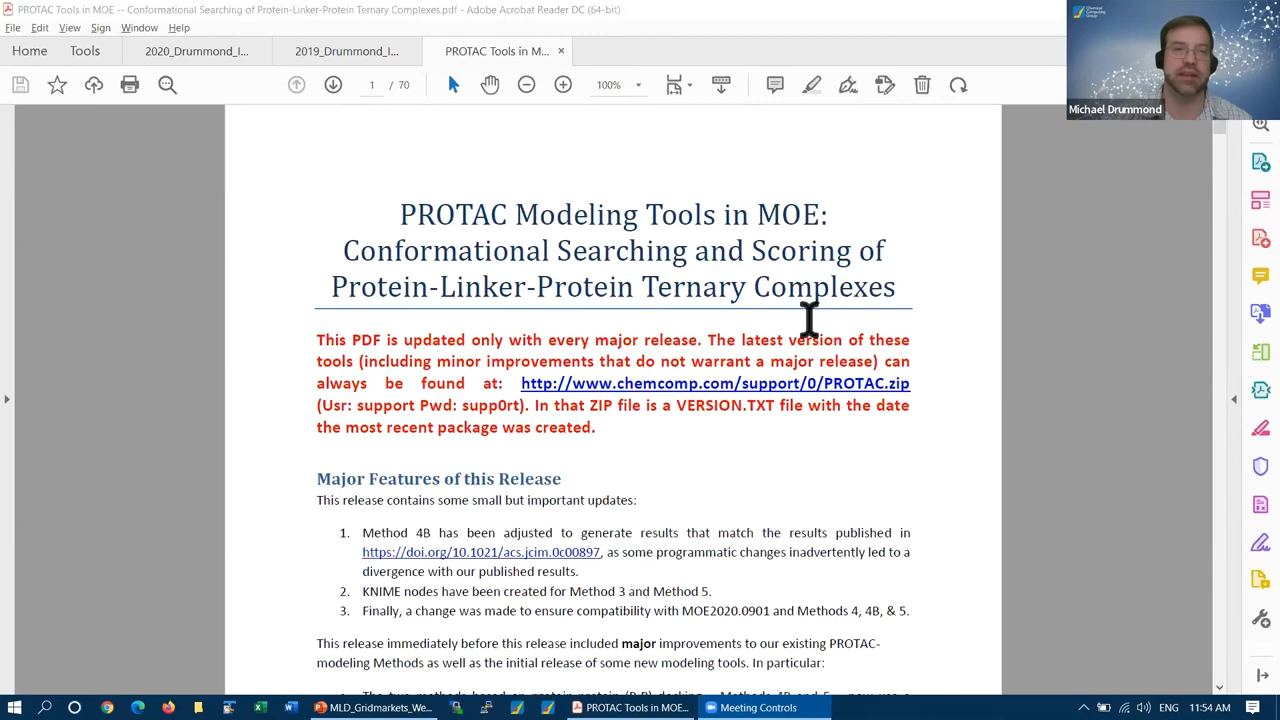 PROTAC Tools in MOE -- Conformational Searching of Protein-Linker-Protein Ternary Complexes.pdf - Adobe Acrobat Reader DC (64-bit)
File Edit View Sign Window Help
Home Tools 2020_Drummond_I... 2019_Drummond_I... PROTAC Tools in M... ×
1 / 70 100%
Chemical Computing Group
Michael Drummond
PROTAC Modeling Tools in MOE:
Conformational Searching and Scoring of
Protein-Linker-Protein Ternary Complexes
This PDF is updated only with every major release. The latest version of these
tools (including minor improvements that do not warrant a major release) can
always be found at: http://www.chemcomp.com/support/0/PROTAC.zip
(Usr: support Pwd: supp0rt). In that ZIP file is a VERSION.TXT file with the date
the most recent package was created.
Major Features of this Release
This release contains some small but important updates:
1. Method 4B has been adjusted to generate results that match the results published in
https://doi.org/10.1021/acs.jcim.0c00897, as some programmatic changes inadvertently led to a
divergence with our published results.
2. KNIME nodes have been created for Method 3 and Method 5.
3. Finally, a change was made to ensure compatibility with MOE2020.0901 and Methods 4, 4B, & 5.
This release immediately before this release included major improvements to our existing PROTAC-
modeling Methods as well as the initial release of some new modeling tools. In particular:
MLD_Gridmarkets_We... PROTAC Tools in M... Meeting Controls ENG 11:54 AM